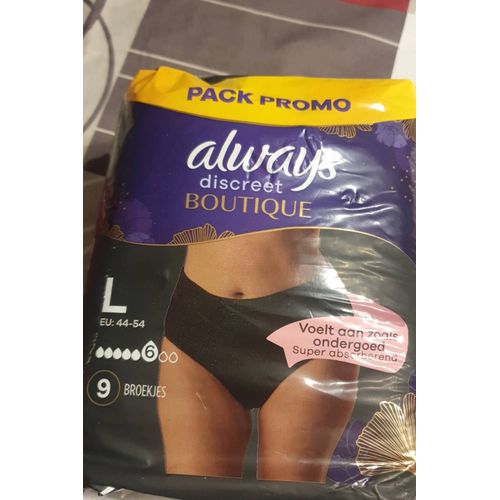 PACK PROMO
always
discreet
BOUTIQUE
L
EU: 44-54
6
9 BROEKJES
Voelt aan zoals
ondergoed
Super absorberend